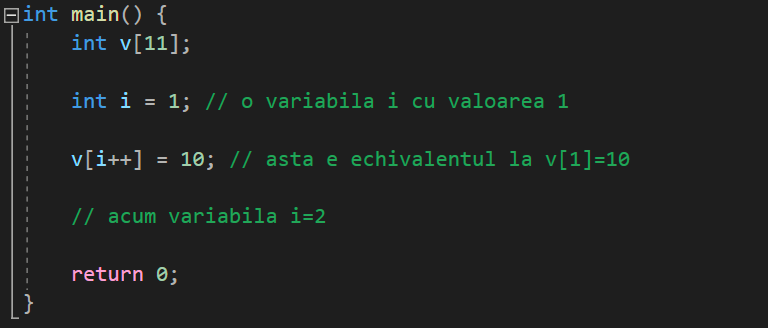 int main() {
int v[11];
int i = 1; // o variabila i cu valoarea 1
v[i++] = 10; // asta e echivalentul la v[1]=10
// acum variabila i=2
return 0;
}